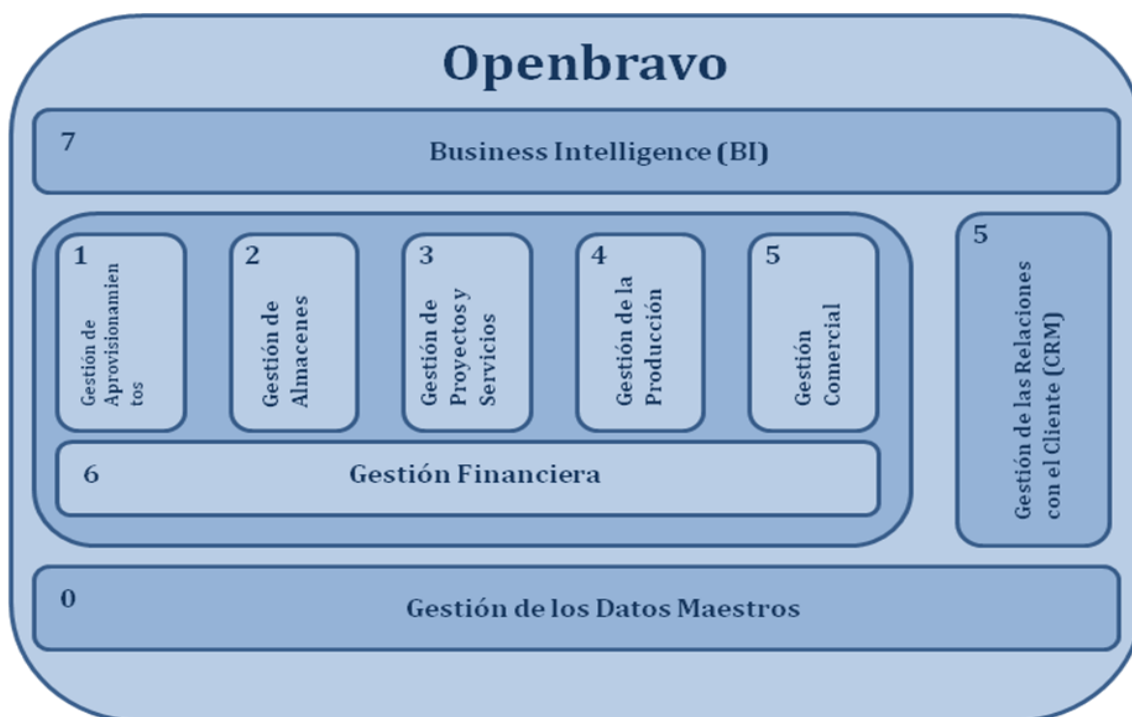 Openbravo
7
Business Intelligence (BI)
1
Gestión de
Aprovisionamien
tos
2
Gestión de
Almacenes
3
Gestión de
Proyectos y
Servicios
4
Gestión de la
Producción
5
Gestión
Comercial
5
Gestión de las Relaciones
con el Cliente (CRM)
6
Gestión Financiera
0
Gestión de los Datos Maestros